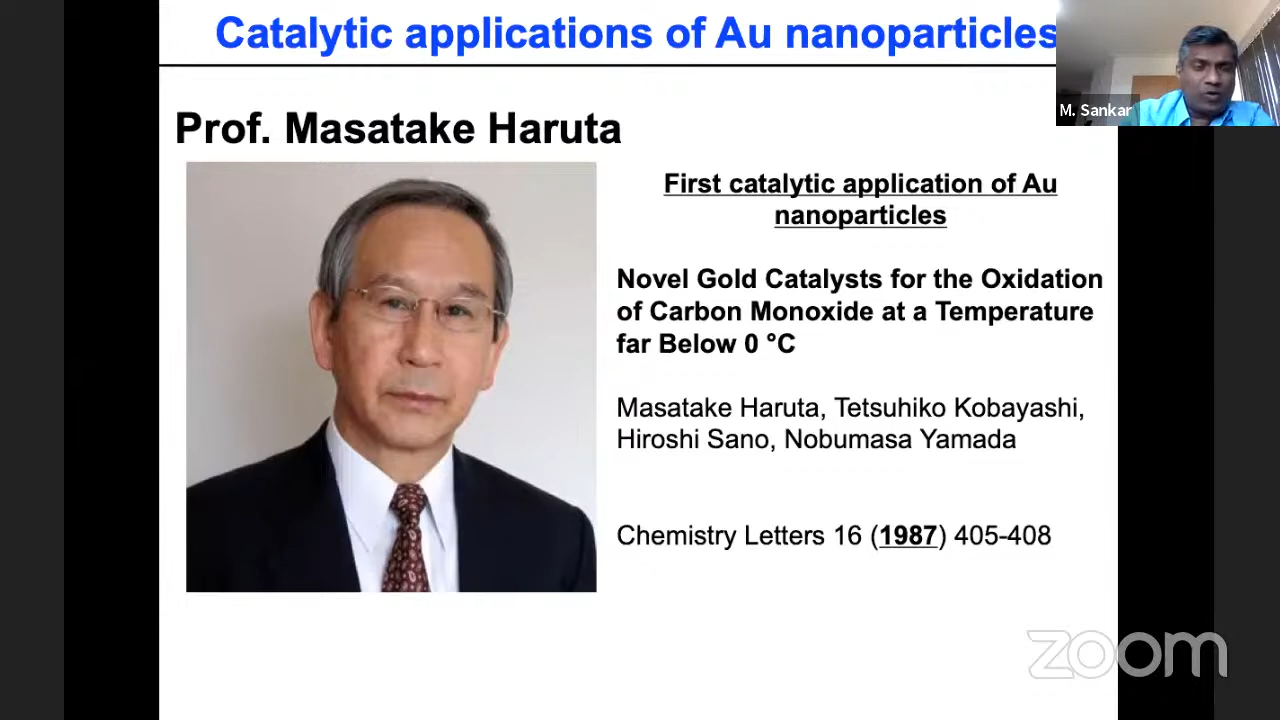 Catalytic applications of Au nanoparticles
M. Sankar
Prof. Masatake Haruta
First catalytic application of Au
nanoparticles
Novel Gold Catalysts for the Oxidation
of Carbon Monoxide at a Temperature
far Below 0 °C
Masatake Haruta, Tetsuhiko Kobayashi,
Hiroshi Sano, Nobumasa Yamada
Chemistry Letters 16 (1987) 405-408
zoom